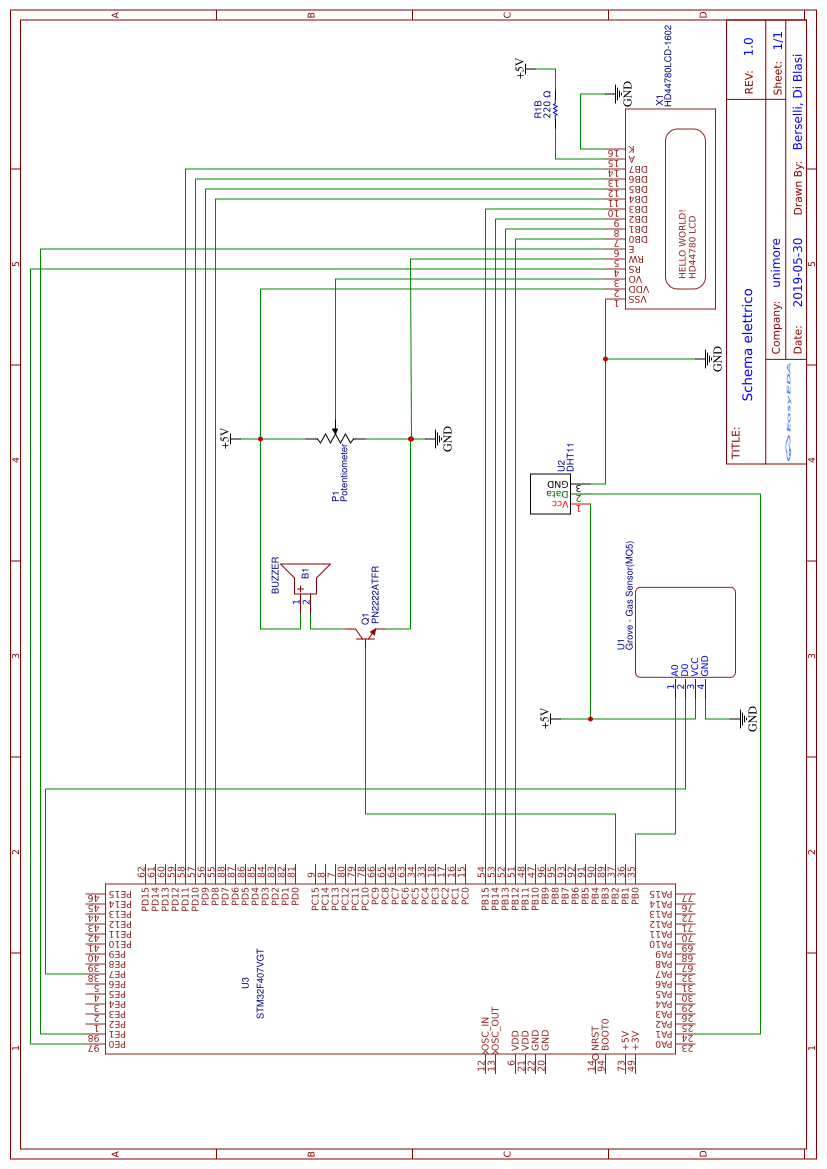 A
B
C
D
1
2
3
4
5
TITLE:
Schema elettrico
REV: 1.0
Company: unimore
Sheet: 1/1
Date: 2019-05-30
Drawn By: Berselli, Di Blasi
EasyEDA
X1
HD44780LCD-1602
HELLO WORLD!
HD44780 LCD
VSS 1
VDD 2
VO 3
RS 4
RW 5
E 6
DB0 7
DB1 8
DB2 9
DB3 10
DB4 11
DB5 12
DB6 13
DB7 14
A 15
K 16
R1B
220 Ω
+5V
GND
GND
+5V
GND
P1
Potentiometer
BUZZER
B1
+
1
2
Q1
PN2222ATFR
U2
DHT11
Vcc 1
Data 2
GND 3
U1
Grove - Gas Sensor(MQ5)
A0 1
D0 2
VCC 3
GND 4
+5V
GND
U3
STM32F407VGT
PE15 46
PE14 45
PE13 44
PE12 43
PE11 42
PE10 41
PE9 40
PE8 39
PE7 38
PE6 5
PE5 4
PE4 3
PE3 2
PE2 1
PE1 98
PE0 97
PD15 62
PD14 61
PD13 60
PD12 59
PD11 58
PD10 57
PD9 56
PD8 55
PD7 88
PD6 87
PD5 86
PD4 85
PD3 84
PD2 83
PD1 82
PD0 81
PC15 9
PC14 8
PC13 7
PC12 80
PC11 79
PC10 78
PC9 66
PC8 65
PC7 64
PC6 63
PC5 34
PC4 33
PC3 18
PC2 17
PC1 16
PC0 15
PB15 54
PB14 53
PB13 52
PB12 51
PB11 48
PB10 47
PB9 96
PB8 95
PB7 93
PB6 92
PB5 91
PB4 90
PB3 89
PB2 37
PB1 36
PB0 35
PA15 77
PA14 76
PA13 72
PA12 71
PA11 70
PA10 69
PA9 68
PA8 67
PA7 32
PA6 31
PA5 30
PA4 29
PA3 26
PA2 25
PA1 24
PA0 23
12 OSC_IN
13 OSC_OUT
6 VDD
21 VDD
22 GND
20 GND
14 NRST
94 BOOT0
73 +5V
49 +3V
A
B
C
D
1
2
3
4
5